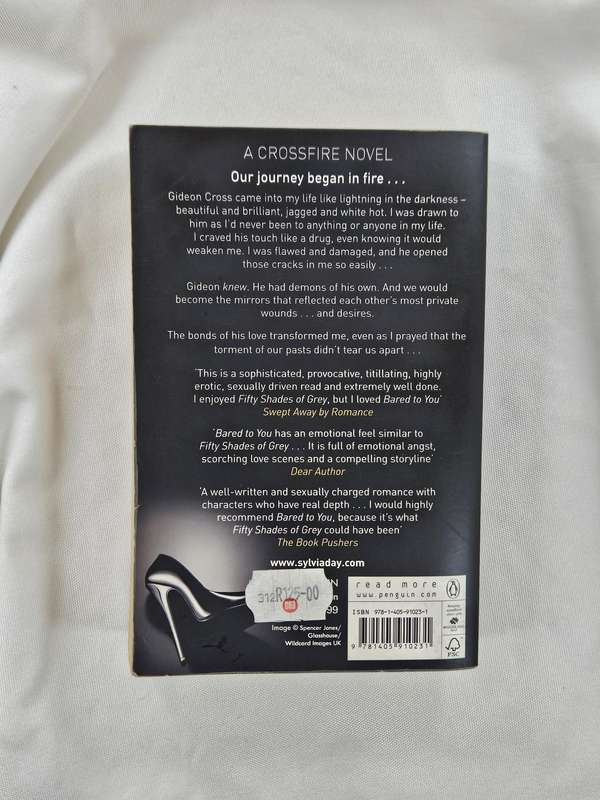 A CROSSFIRE NOVEL
Our journey began in fire . . .
Gideon Cross came into my life like lightning in the darkness –
beautiful and brilliant, jagged and white hot. I was drawn to
him as I'd never been to anything or anyone in my life.
I craved his touch like a drug, even knowing it would
weaken me. I was flawed and damaged, and he opened
those cracks in me so easily . . .
Gideon knew. He had demons of his own. And we would
become the mirrors that reflected each other's most private
wounds . . . and desires.
The bonds of his love transformed me, even as I prayed that the
torment of our pasts didn't tear us apart . . .
'This is a sophisticated, provocative, titillating, highly
erotic, sexually driven read and extremely well done.
I enjoyed Fifty Shades of Grey, but I loved Bared to You'
Swept Away by Romance
'Bared to You has an emotional feel similar to
Fifty Shades of Grey . . . It is full of emotional angst,
scorching love scenes and a compelling storyline'
Dear Author
'A well-written and sexually charged romance with
characters who have real depth . . . I would highly
recommend Bared to You, because it's what
Fifty Shades of Grey could have been'
The Book Pushers
www.sylviaday.com
312R125-00
99
Image © Spencer Jones/
Glasshouse/
Wildcard Images UK
read more
www.penguin.com
ISBN 978-1-405-91023-1
9 781405 910231
FSC